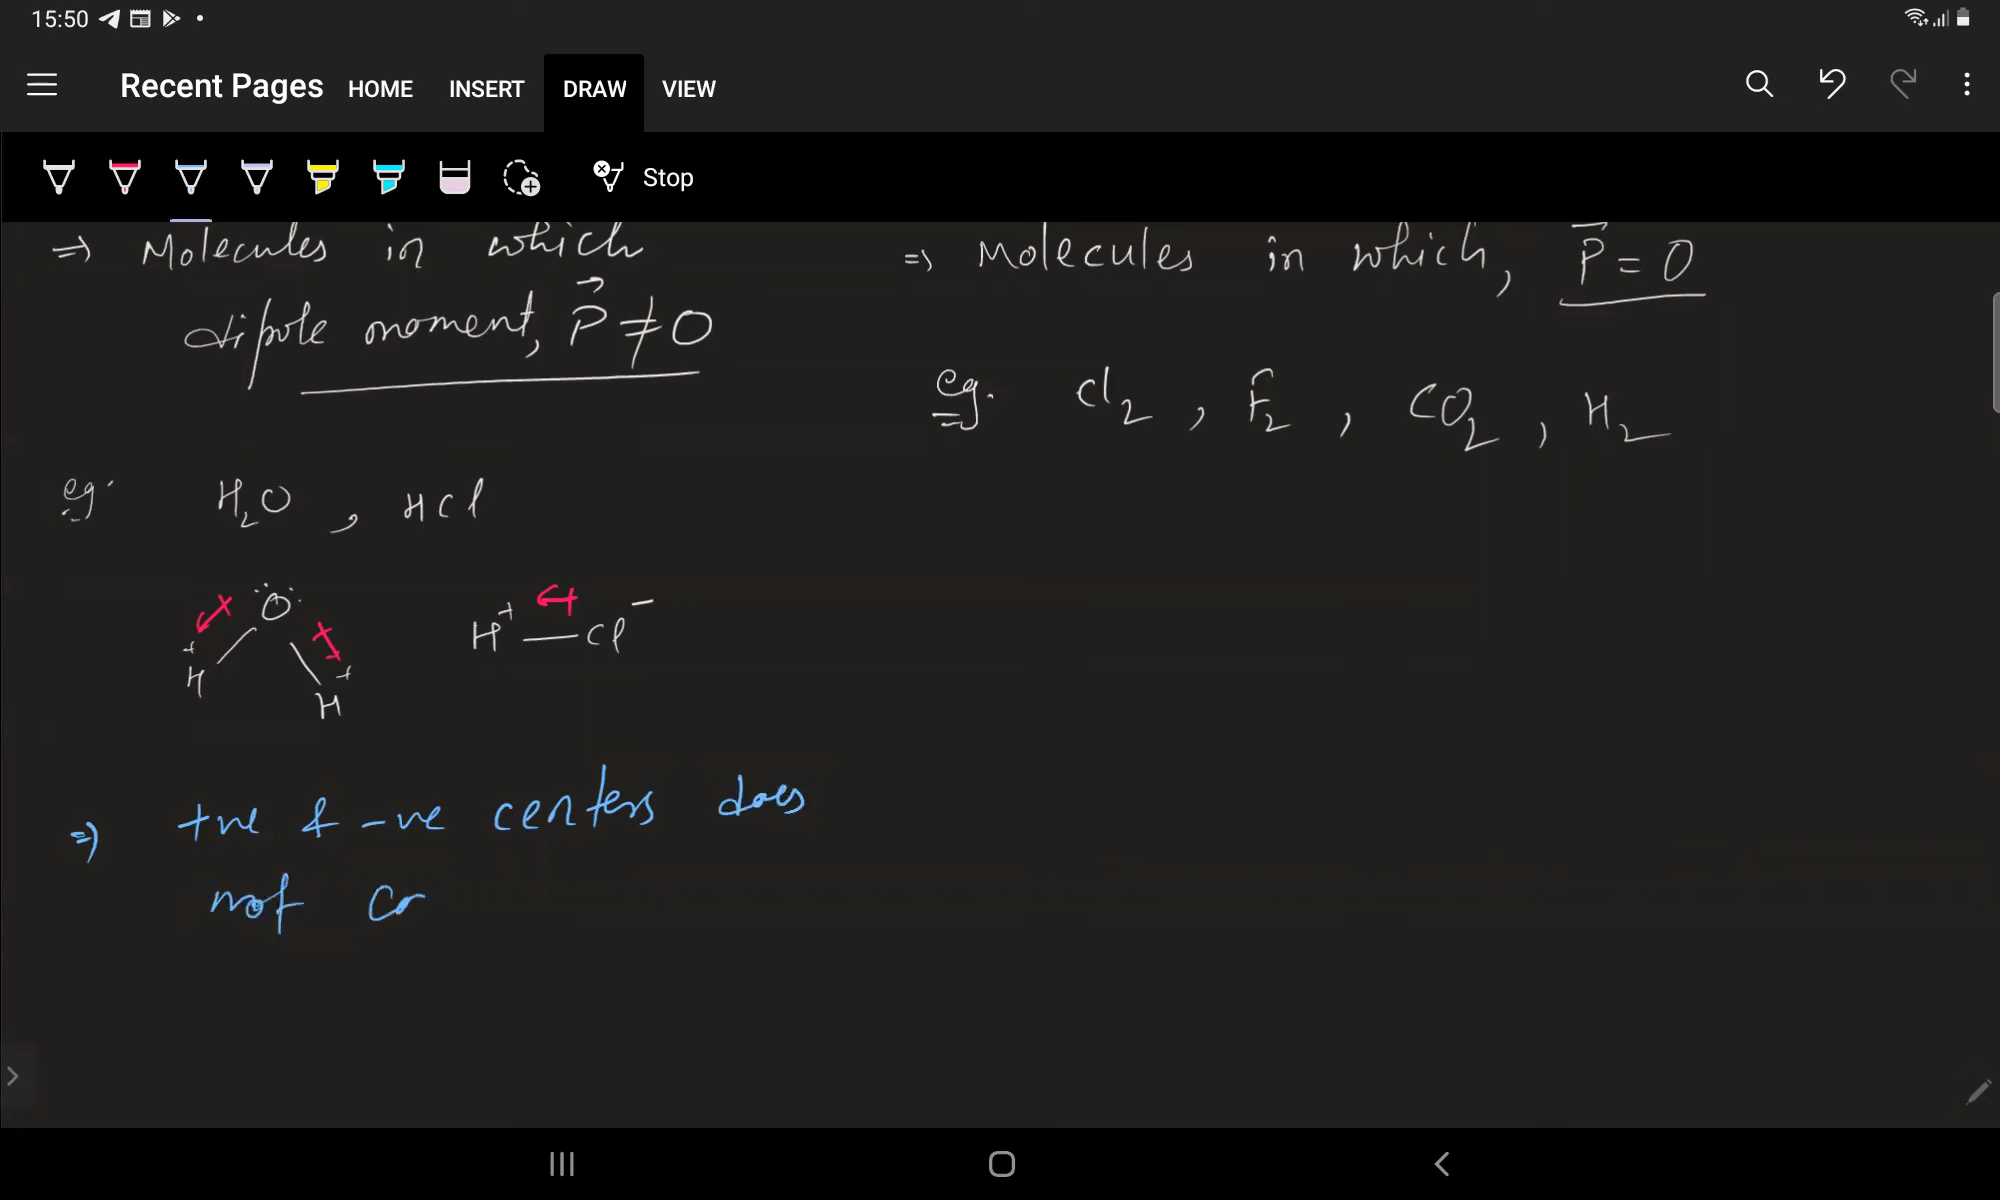 15:50
Recent Pages HOME INSERT DRAW VIEW
Stop
⇒ Molecules in which
dipole moment, P⃗ ≠ 0
eg. H₂O , HCl
O
H
H
+
+
H⁺ — Cl⁻
⇒ +ve & -ve centers does
not co
⇒ Molecules in which, P⃗ = 0
eg. Cl₂ , F₂ , CO₂ , H₂